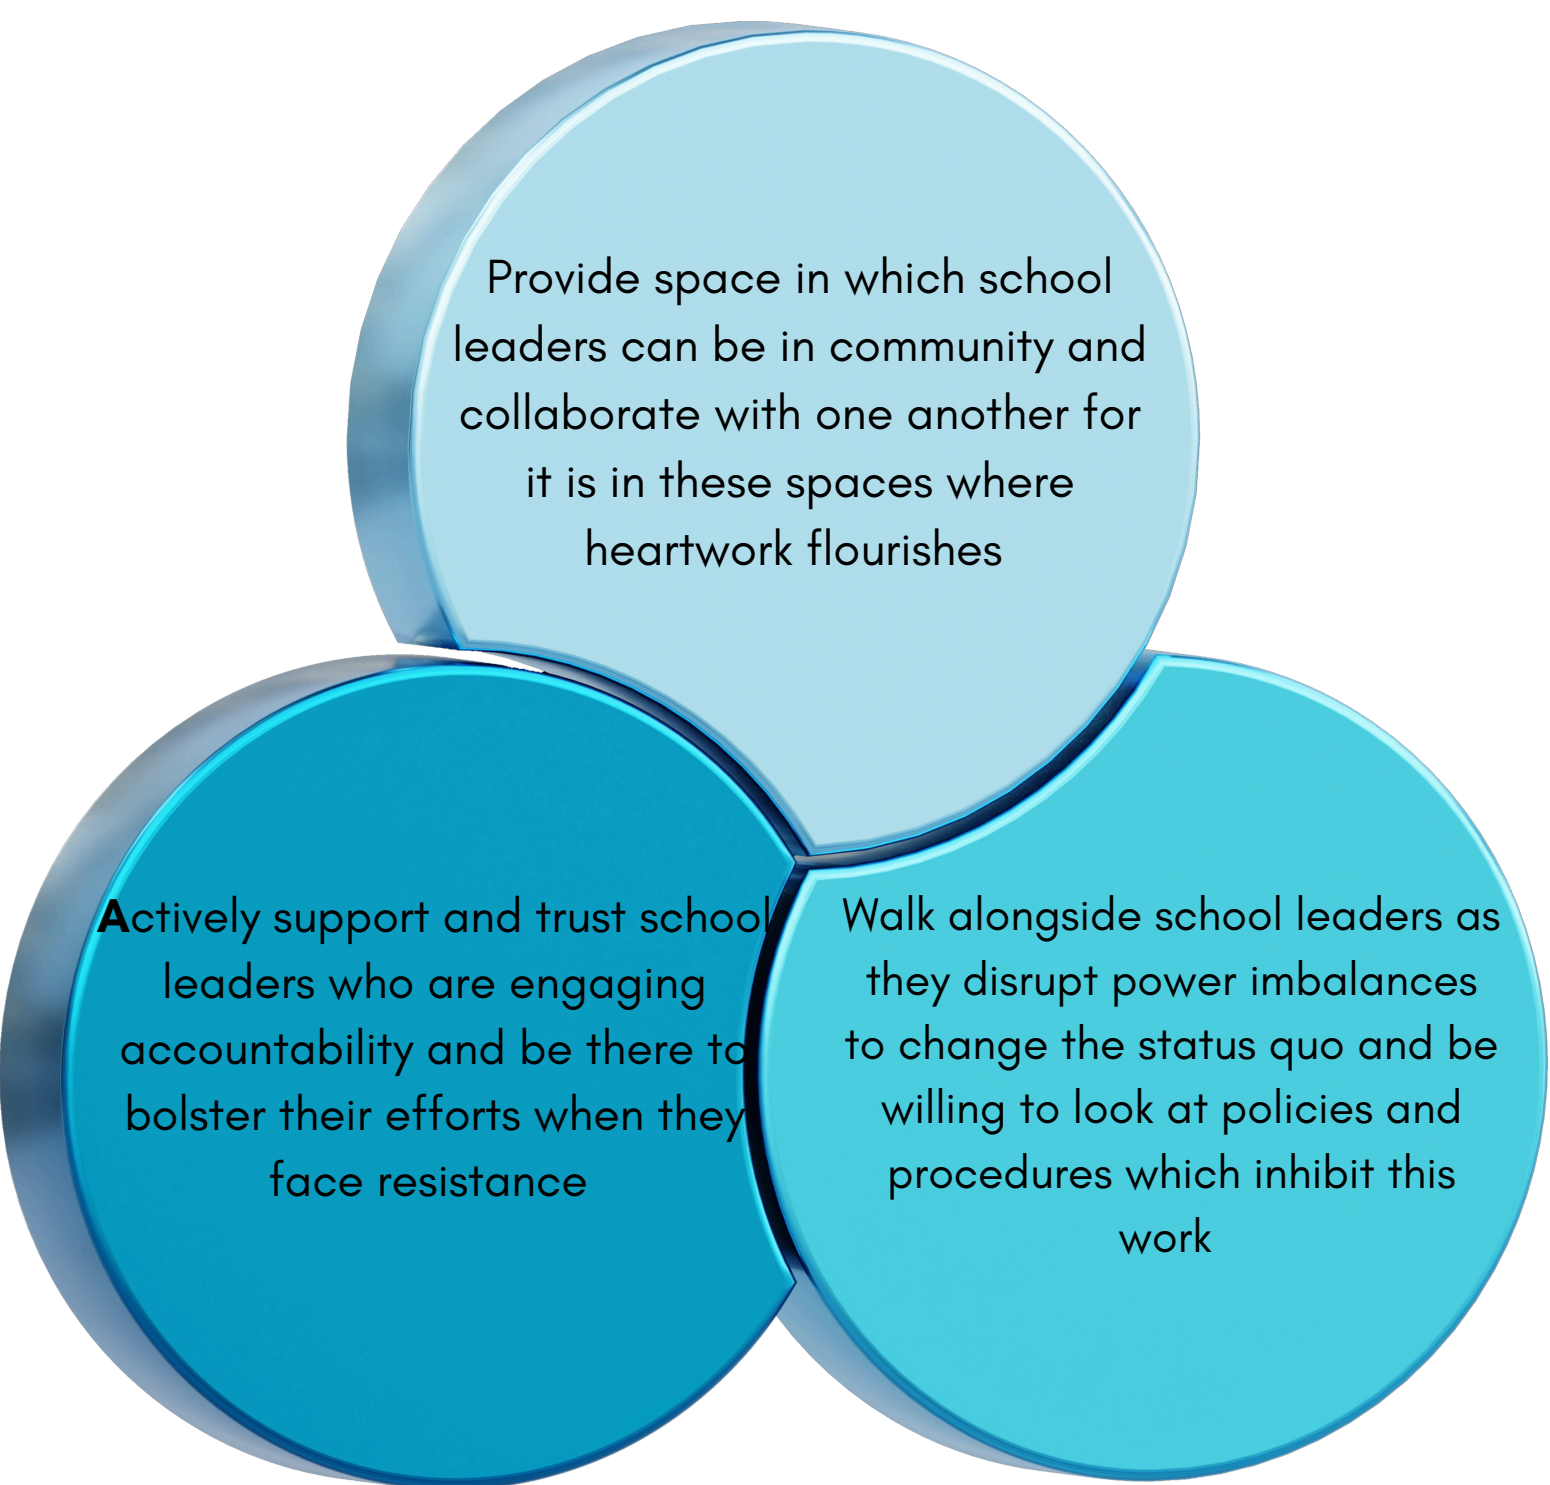 Provide space in which school
leaders can be in community and
collaborate with one another for
it is in these spaces where
heartwork flourishes
Actively support and trust school
leaders who are engaging
accountability and be there to
bolster their efforts when they
face resistance
Walk alongside school leaders as
they disrupt power imbalances
to change the status quo and be
willing to look at policies and
procedures which inhibit this
work